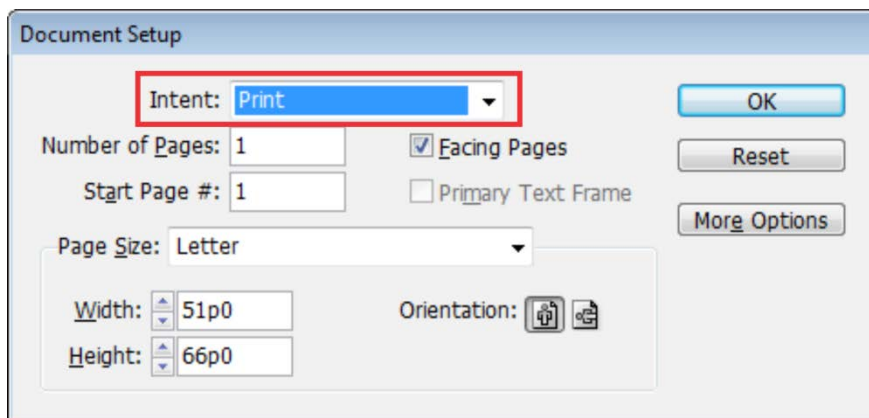 Document Setup
Intent: Print
OK
Number of Pages: 1
Facing Pages
Reset
Start Page #: 1
Primary Text Frame
More Options
Page Size: Letter
Width: 51p0
Orientation:
Height: 66p0